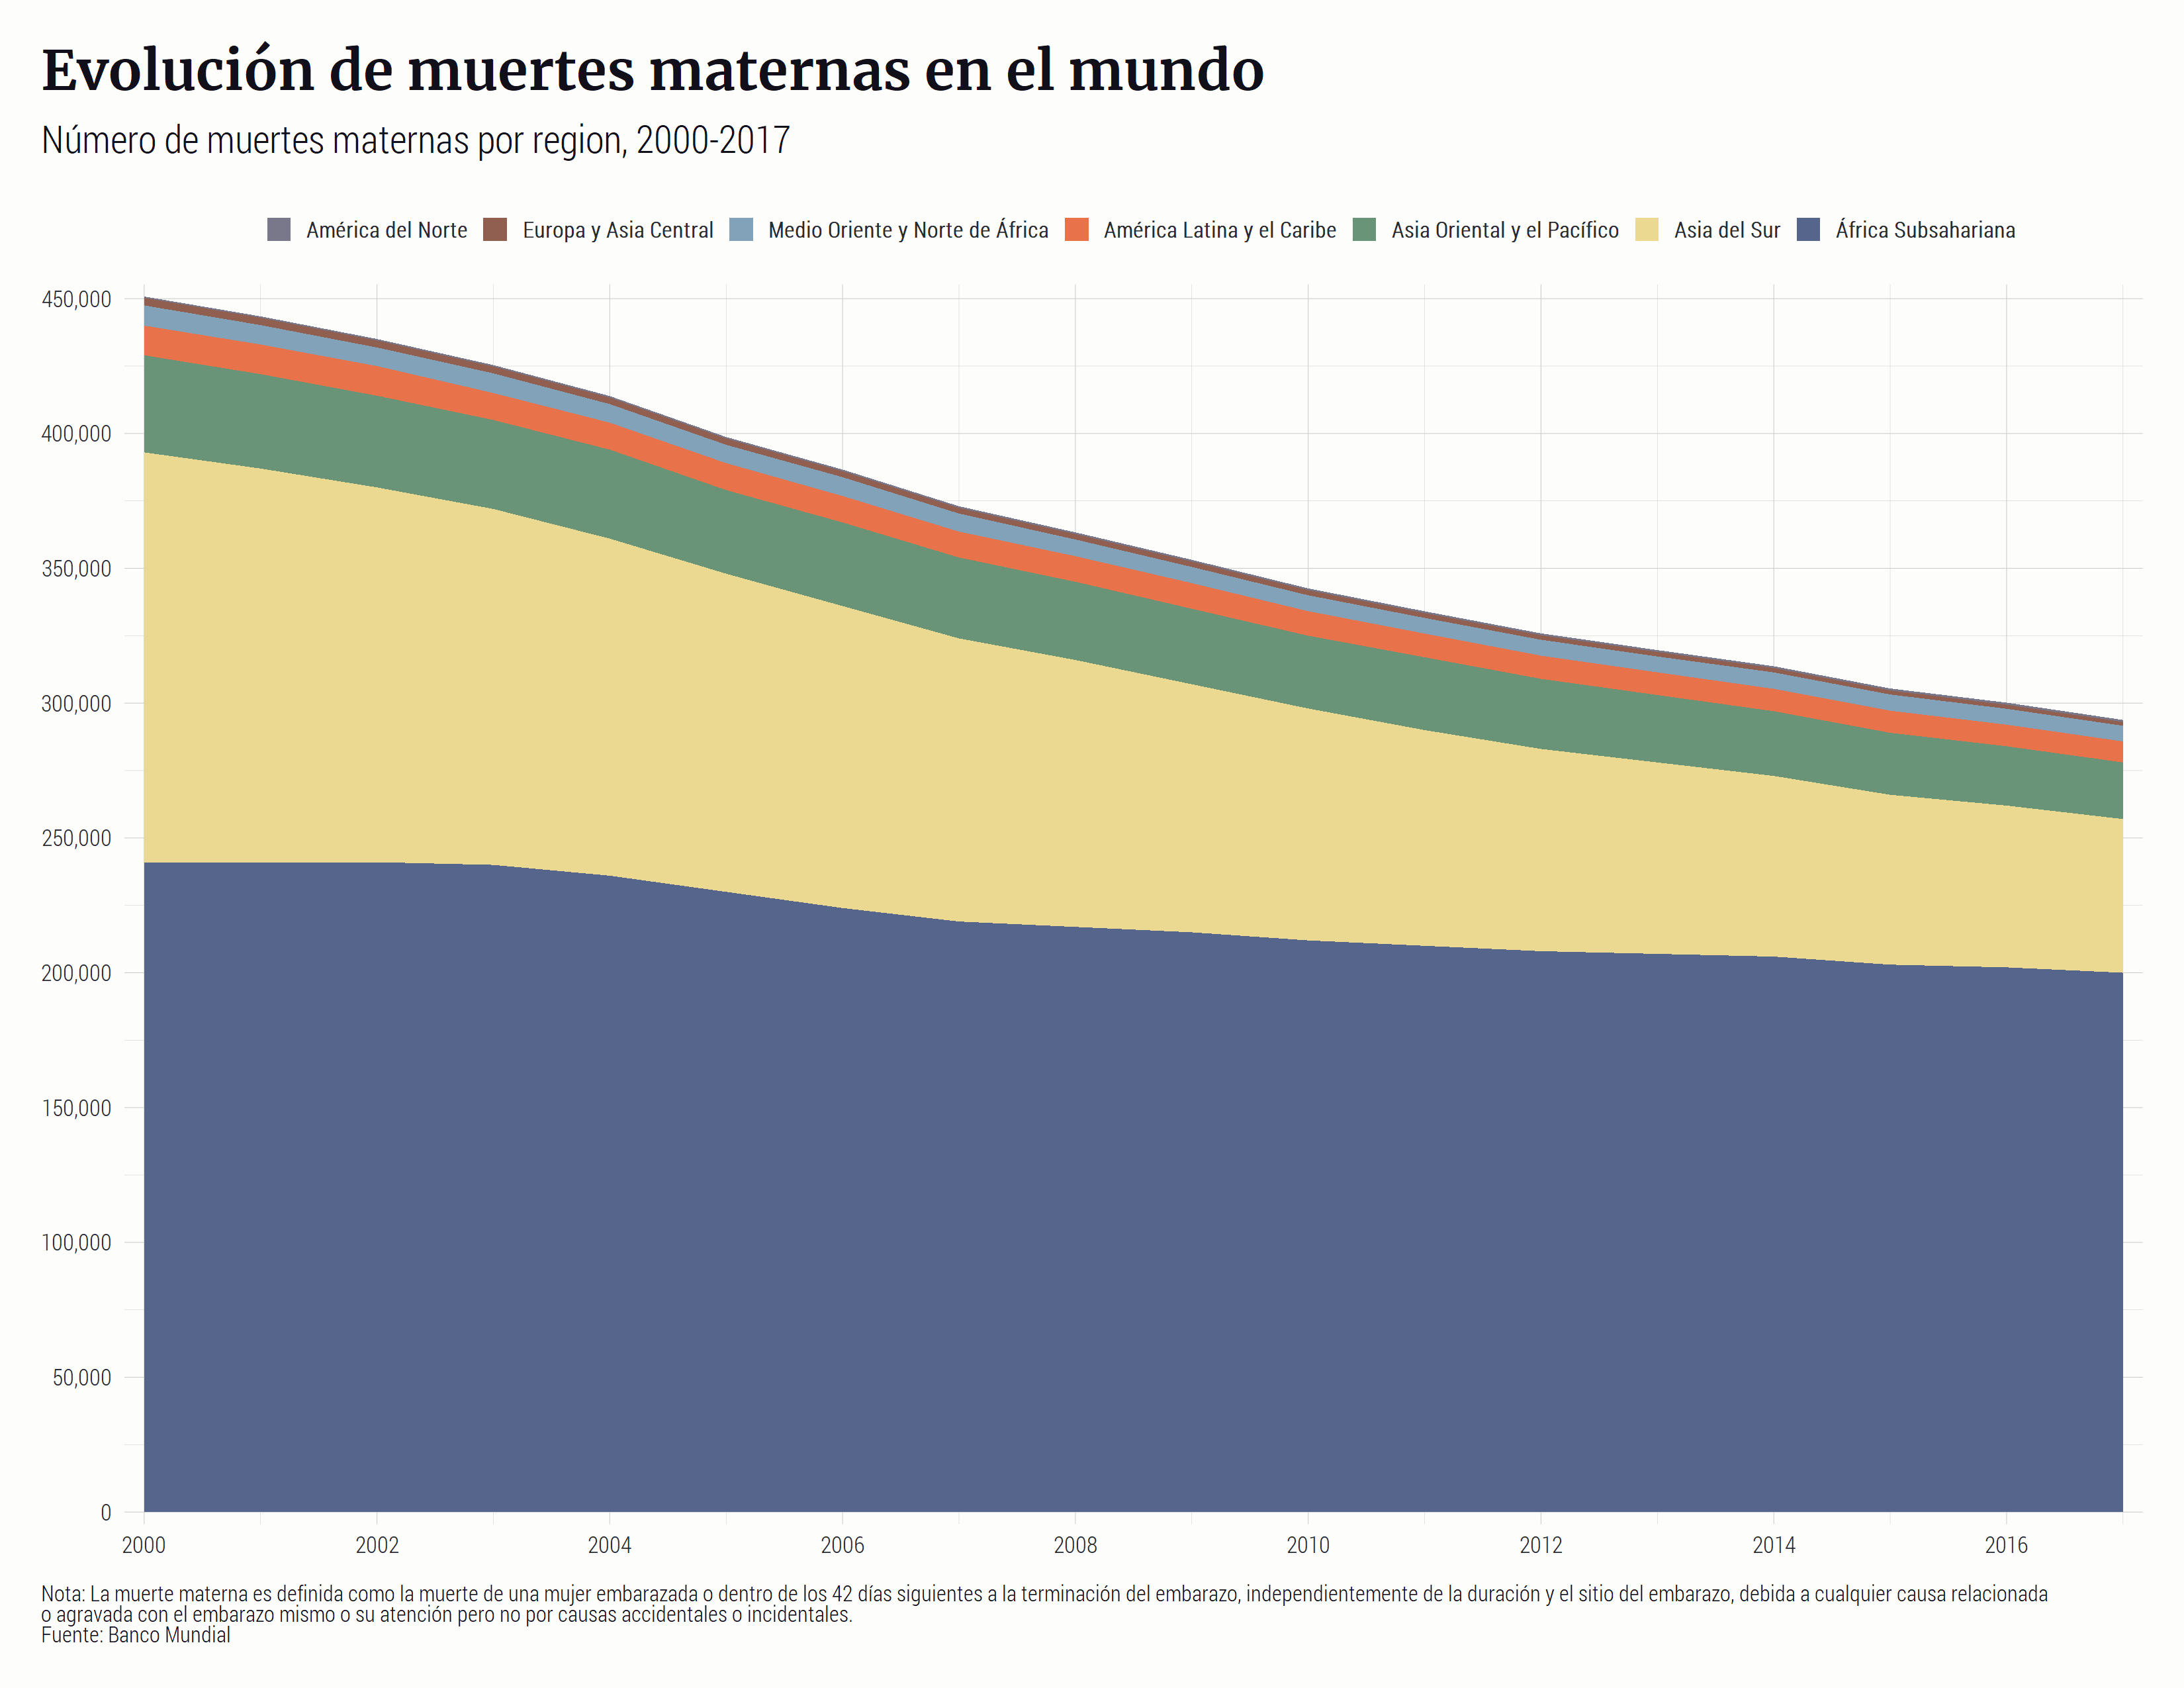 Evolución de muertes maternas en el mundo
Número de muertes maternas por region, 2000-2017
América del Norte Europa y Asia Central Medio Oriente y Norte de África América Latina y el Caribe Asia Oriental y el Pacífico Asia del Sur África Subsahariana
450,000
400,000
350,000
300,000
250,000
200,000
150,000
100,000
50,000
0
2000 2002 2004 2006 2008 2010 2012 2014 2016
Nota: La muerte materna es definida como la muerte de una mujer embarazada o dentro de los 42 días siguientes a la terminación del embarazo, independientemente de la duración y el sitio del embarazo, debida a cualquier causa relacionada
o agravada con el embarazo mismo o su atención pero no por causas accidentales o incidentales.
Fuente: Banco Mundial